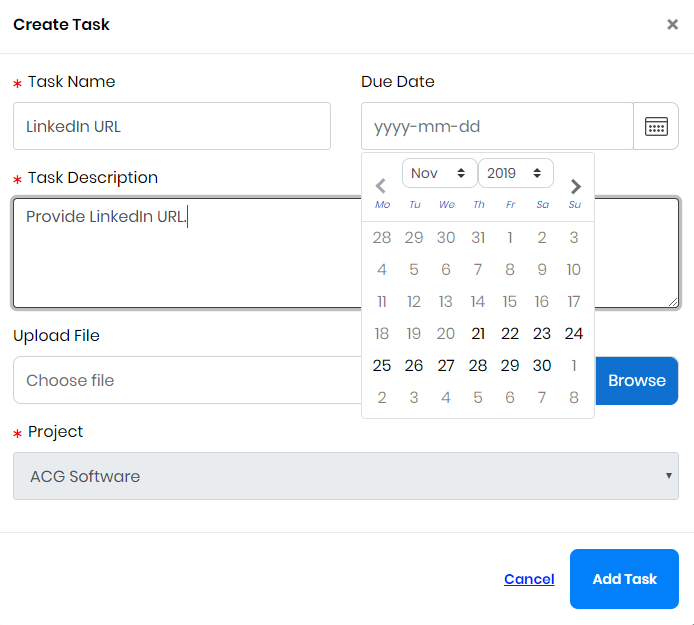 Create Task
×
* Task Name
LinkedIn URL
Due Date
yyyy-mm-dd
* Task Description
Provide LinkedIn URL.
Nov 2019
Mo Tu We Th Fr Sa Su
28 29 30 31 1 2 3
4 5 6 7 8 9 10
11 12 13 14 15 16 17
18 19 20 21 22 23 24
25 26 27 28 29 30 1
2 3 4 5 6 7 8
Upload File
Choose file
Browse
* Project
ACG Software
Cancel
Add Task